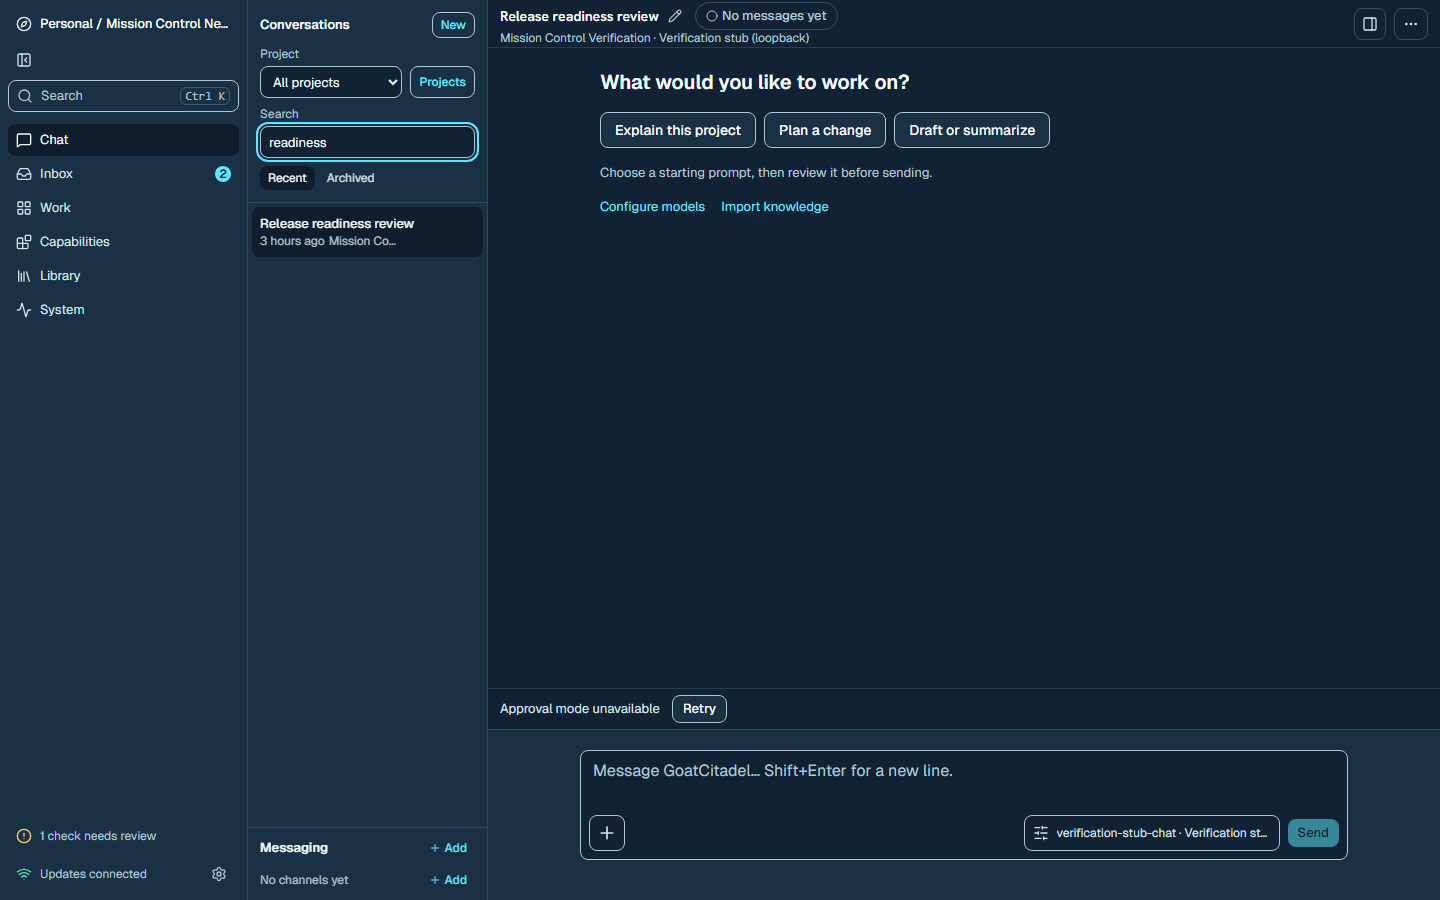 Personal / Mission Control Ne...
Search
Ctrl K
Chat
Inbox
2
Work
Capabilities
Library
System
1 check needs review
Updates connected
Conversations
New
Project
All projects
Projects
Search
readiness
Recent
Archived
Release readiness review
3 hours ago Mission Co...
Messaging
+ Add
No channels yet
+ Add
Release readiness review
No messages yet
Mission Control Verification · Verification stub (loopback)
What would you like to work on?
Explain this project
Plan a change
Draft or summarize
Choose a starting prompt, then review it before sending.
Configure models
Import knowledge
Approval mode unavailable
Retry
Message GoatCitadel... Shift+Enter for a new line.
verification-stub-chat · Verification st...
Send